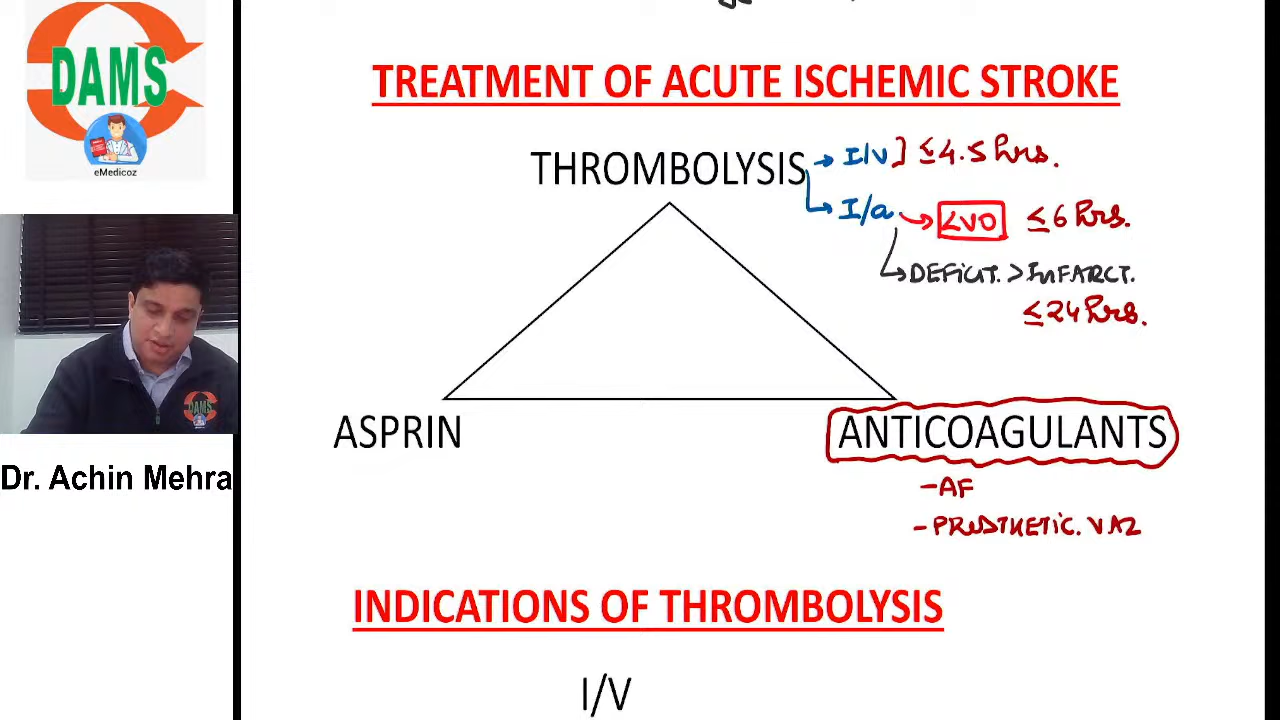 DAMS
eMedicoz
TREATMENT OF ACUTE ISCHEMIC STROKE
THROMBOLYSIS → I/V ] ≤4.5 hrs.
→ I/a → LVO ≤6 hrs.
→ DEFICIT. > INFARCT.
≤24 hrs.
DAMS
ASPRIN
ANTICOAGULANTS
Dr. Achin Mehra
- AF
- PROSTHETIC.
INDICATIONS OF THROMBOLYSIS
I/V